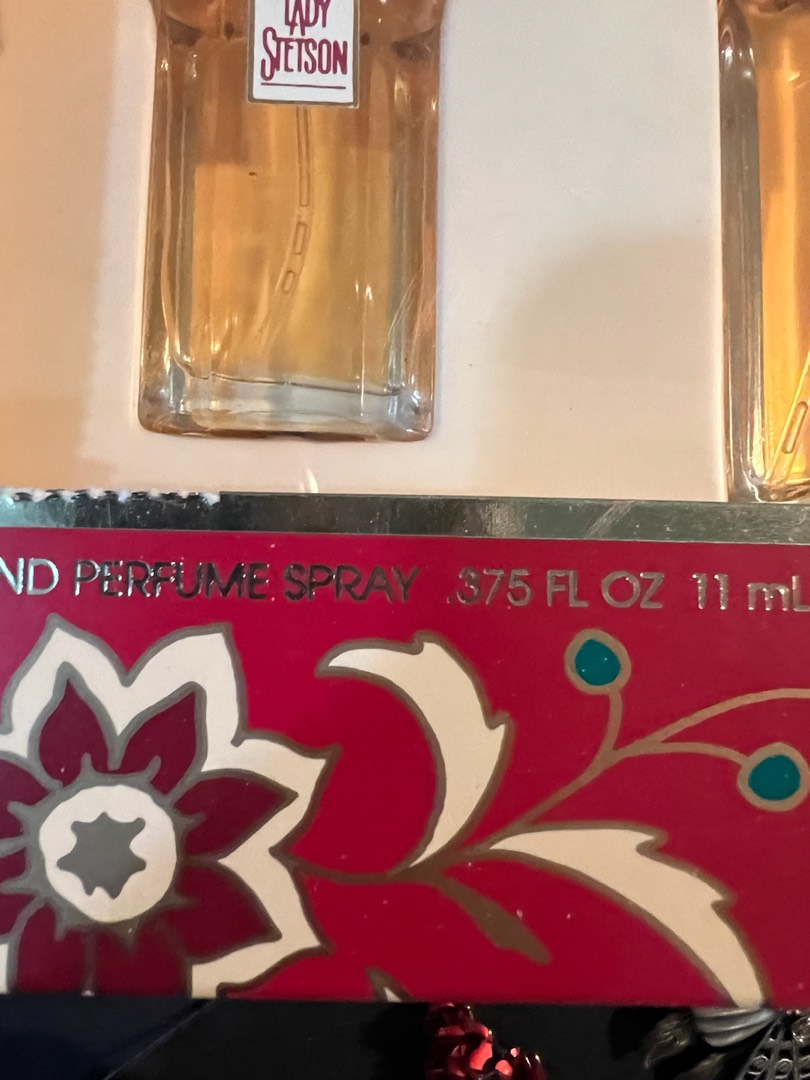 LADY
STETSON
ND PERFUME SPRAY .375 FL OZ 11 mL